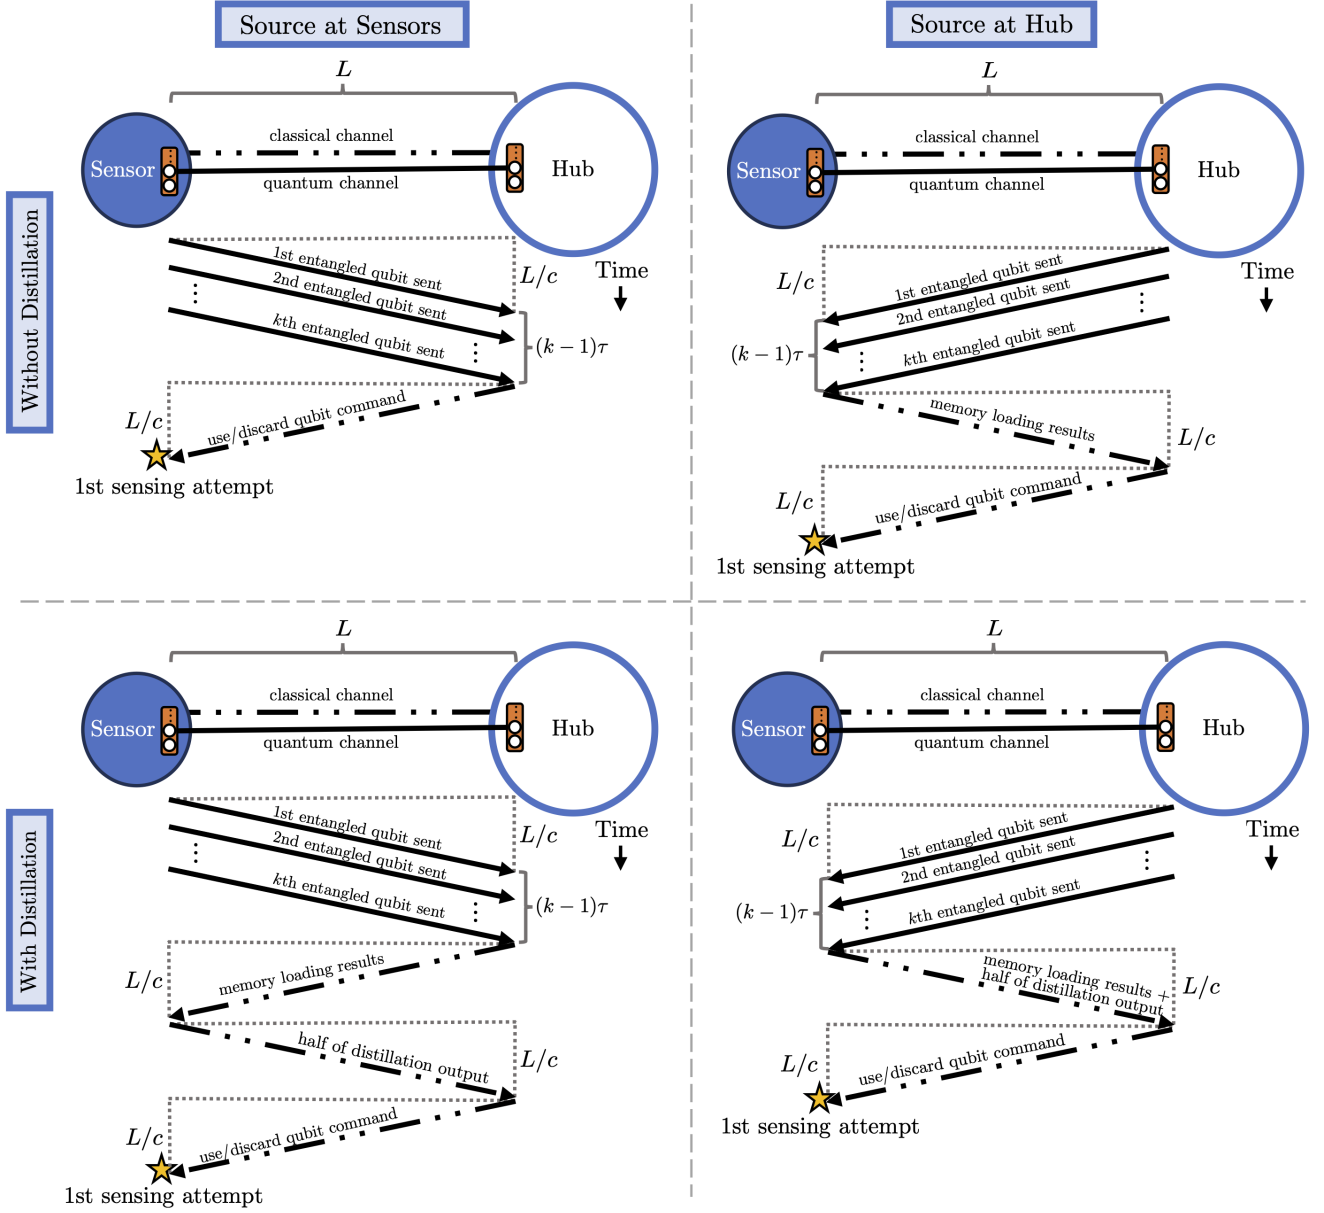 Source at Sensors
Source at Hub
Without Distillation
L
classical channel
Sensor
Hub
quantum channel
1st entangled qubit sent
2nd entangled qubit sent
kth entangled qubit sent
L/c
Time
(k − 1)τ
L/c
use/discard qubit command
1st sensing attempt
L
classical channel
Sensor
Hub
quantum channel
L/c
1st entangled qubit sent
2nd entangled qubit sent
kth entangled qubit sent
Time
(k − 1)τ
memory loading results
L/c
L/c
use/discard qubit command
1st sensing attempt
With Distillation
L
classical channel
Sensor
Hub
quantum channel
1st entangled qubit sent
2nd entangled qubit sent
kth entangled qubit sent
L/c
Time
(k − 1)τ
L/c
memory loading results
half of distillation output
L/c
L/c
use/discard qubit command
1st sensing attempt
L
classical channel
Sensor
Hub
quantum channel
L/c
1st entangled qubit sent
2nd entangled qubit sent
kth entangled qubit sent
Time
(k − 1)τ
memory loading results +
half of distillation output
L/c
L/c
use/discard qubit command
1st sensing attempt